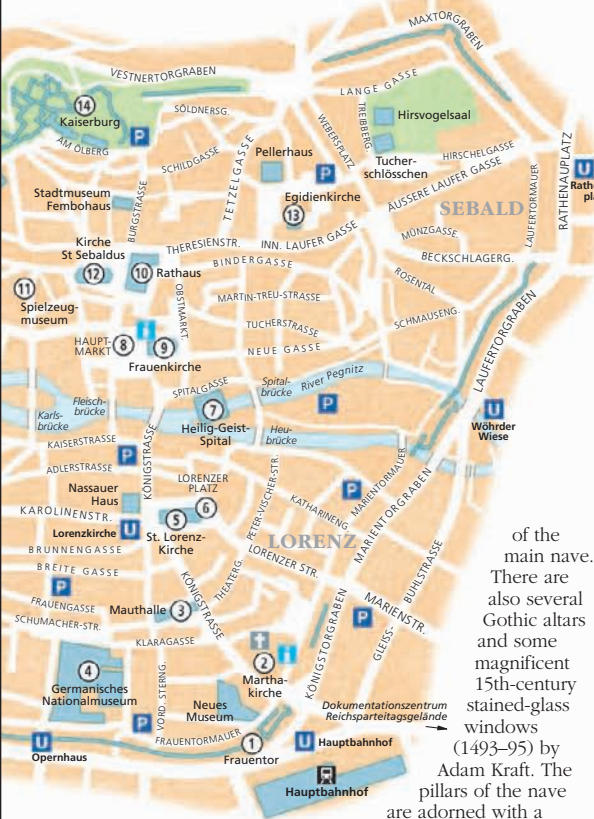 MAXTORGRABEN
VESTNERTORGRABEN
LANGE GASSE
14
Kaiserburg
P
SÖLDNERSG.
AM ÖLBERG
SCHILDGASSE
TETZELGASSE
WEBERSPLATZ
TREIBBERG
Hirsvogelsaal
Pellerhaus
P
Tucher-
schlösschen
HIRSCHELGASSE
ÄUSSERE LAUFER GASSE
LAUFERTORMAUER
RATHENAUPLATZ
U
Rathe
pla
Stadtmuseum
Fembohaus
BURGSTRASSE
Egidienkirche
13
SEBALD
Kirche
St Sebaldus
12
10
Rathaus
THERESIENSTR.
INN. LAUFER GASSE
MÜNZGASSE
BINDERGASSE
BECKSCHLAGERG.
11
Spielzeug-
museum
OBSTMARKT.
MARTIN-TREU-STRASSE
ROSENTAL
TUCHERSTRASSE
SCHMAUSENG.
HAUPT-
MARKT
8
i
9
Frauenkirche
NEUE GASSE
LAUFERTORGRABEN
SPITALGASSE
Spital-
brücke
River Pegnitz
Karls-
brücke
Fleisch-
brücke
7
Heilig-Geist-
Spital
Heu-
brücke
P
U
Wöhrder
Wiese
KAISERSTRASSE
ADLERSTRASSE
P
KÖNIGSTRASSE
Nassauer
Haus
LORENZER
PLATZ
6
PETER-VISCHER-STR.
KATHARINENG
P
MARIENTORMAUER
MARIENTORGRABEN
KAROLINENSTR.
Lorenzkirche
U
5
St. Lorenz-
Kirche
LORENZ
BRUNNENGASSE
BREITE GASSE
P
LORENZER STR.
THEATERG.
KÖNIGSTRASSE
FRAUENGASSE
Mauthalle
3
SCHUMACHER-STR.
KLARAGASSE
MARIENSTR.
P
GLEISS-
BUHLSTRASSE
KÖNIGSTORGRABEN
4
Germanisches
Nationalmuseum
VORD. STERNG.
2
i
Martha-
kirche
Neues
Museum
P
FRAUENTORMAUER
1
Frauentor
U
Opernhaus
Dokumentationszentrum
Reichsparteitagsgelände
U
Hauptbahnhof
Hauptbahnhof
of the
main nave.
There are
also several
Gothic altars
and some
magnificent
15th-century
stained-glass
windows
(1493–95) by
Adam Kraft. The
pillars of the nave
are adorned with a